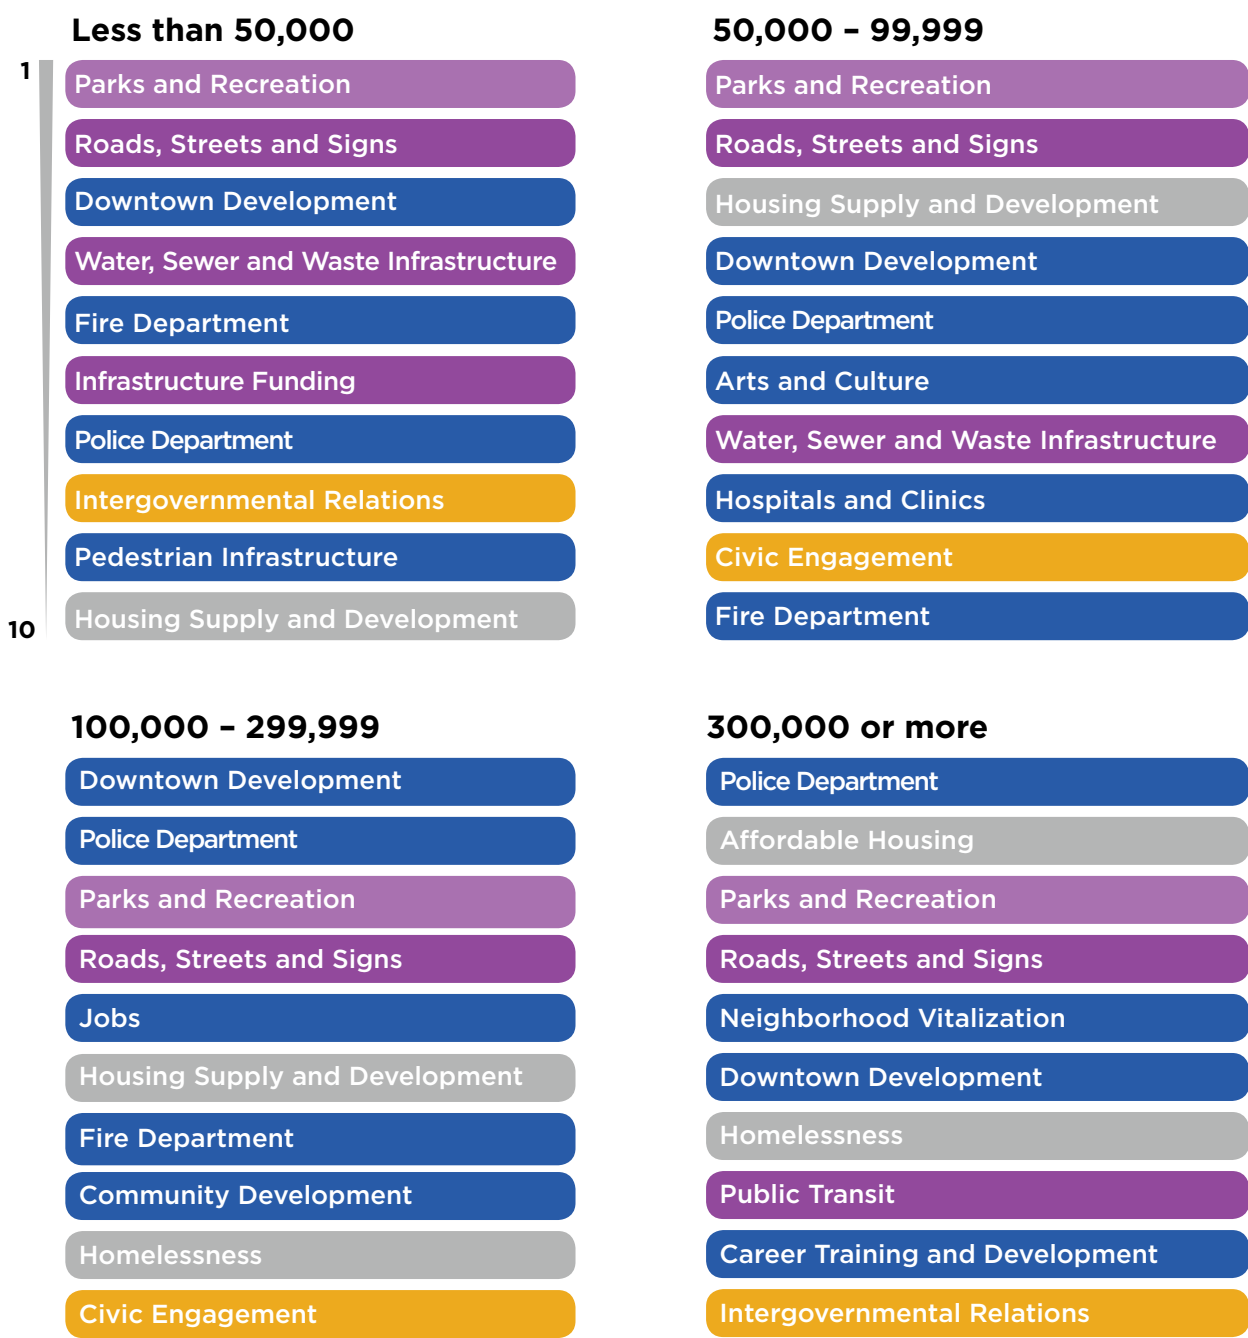 Less than 50,000
1
Parks and Recreation
Roads, Streets and Signs
Downtown Development
Water, Sewer and Waste Infrastructure
Fire Department
Infrastructure Funding
Police Department
Intergovernmental Relations
Pedestrian Infrastructure
Housing Supply and Development
10
50,000 – 99,999
Parks and Recreation
Roads, Streets and Signs
Housing Supply and Development
Downtown Development
Police Department
Arts and Culture
Water, Sewer and Waste Infrastructure
Hospitals and Clinics
Civic Engagement
Fire Department
100,000 – 299,999
Downtown Development
Police Department
Parks and Recreation
Roads, Streets and Signs
Jobs
Housing Supply and Development
Fire Department
Community Development
Homelessness
Civic Engagement
300,000 or more
Police Department
Affordable Housing
Parks and Recreation
Roads, Streets and Signs
Neighborhood Vitalization
Downtown Development
Homelessness
Public Transit
Career Training and Development
Intergovernmental Relations